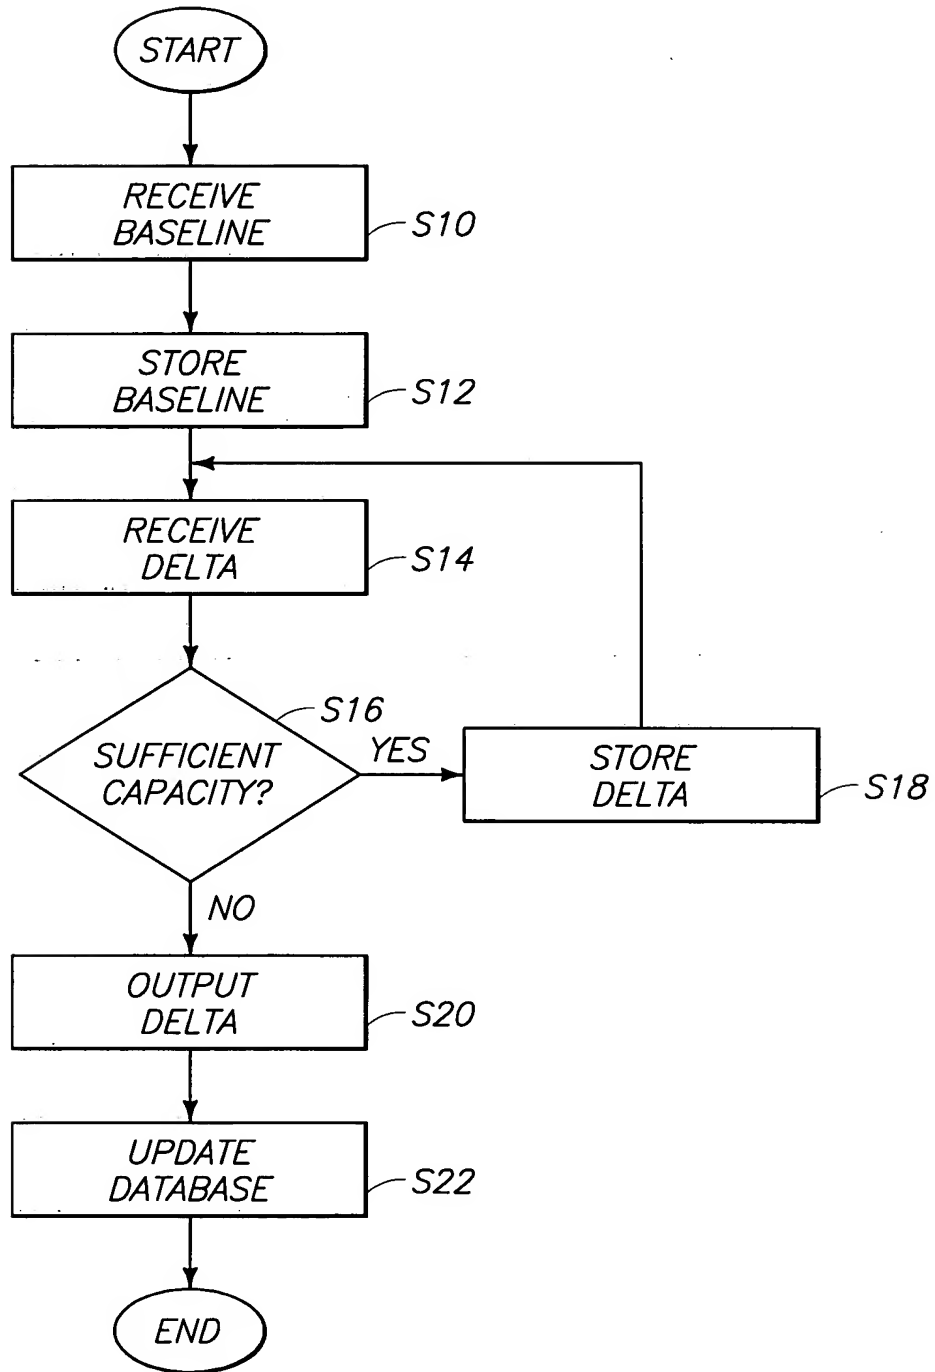 START
RECEIVE
BASELINE
S10
STORE
BASELINE
S12
RECEIVE
DELTA
S14
S16
SUFFICIENT
CAPACITY?
YES
STORE
DELTA
S18
NO
OUTPUT
DELTA
S20
UPDATE
DATABASE
S22
END